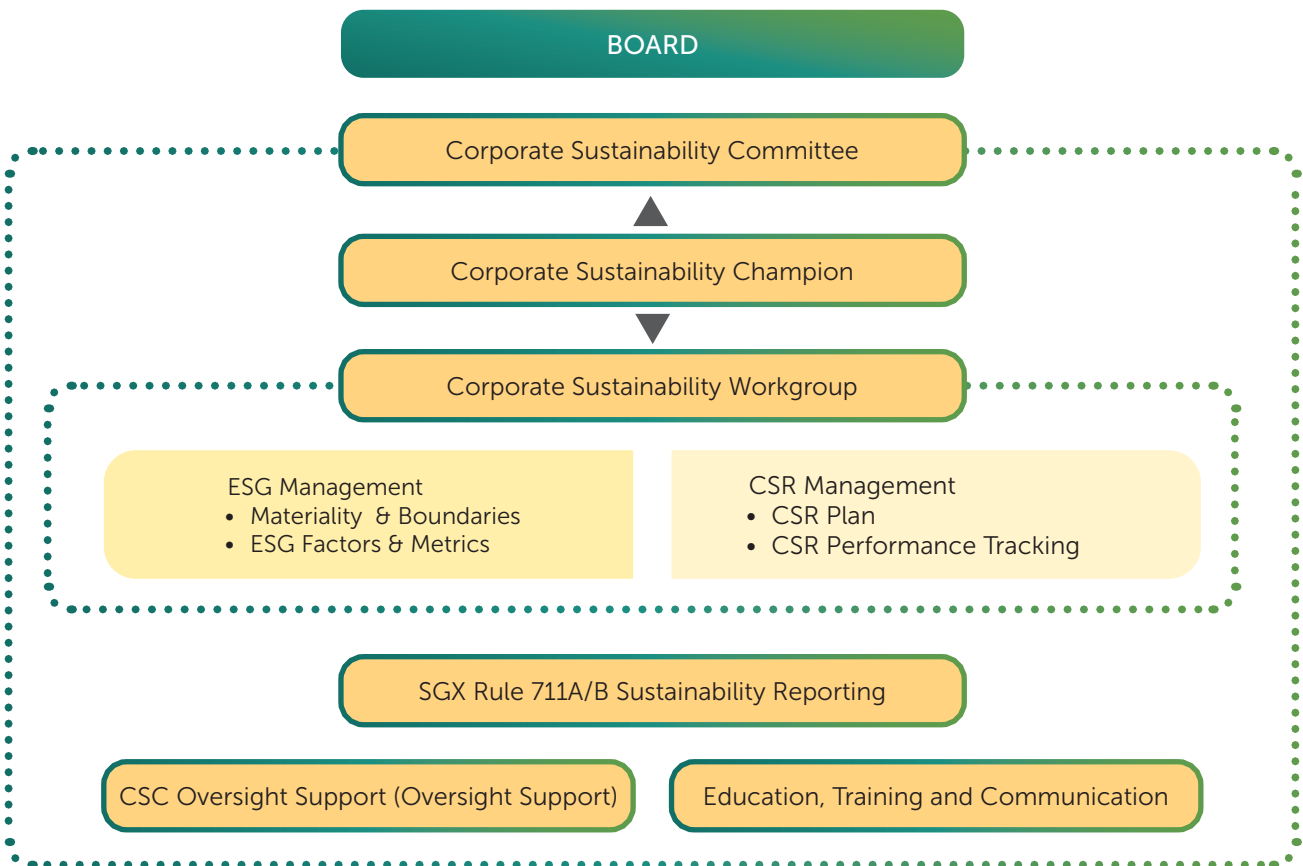 BOARD
Corporate Sustainability Committee
Corporate Sustainability Champion
Corporate Sustainability Workgroup
ESG Management
• Materiality & Boundaries
• ESG Factors & Metrics
CSR Management
• CSR Plan
• CSR Performance Tracking
SGX Rule 711A/B Sustainability Reporting
CSC Oversight Support (Oversight Support)
Education, Training and Communication